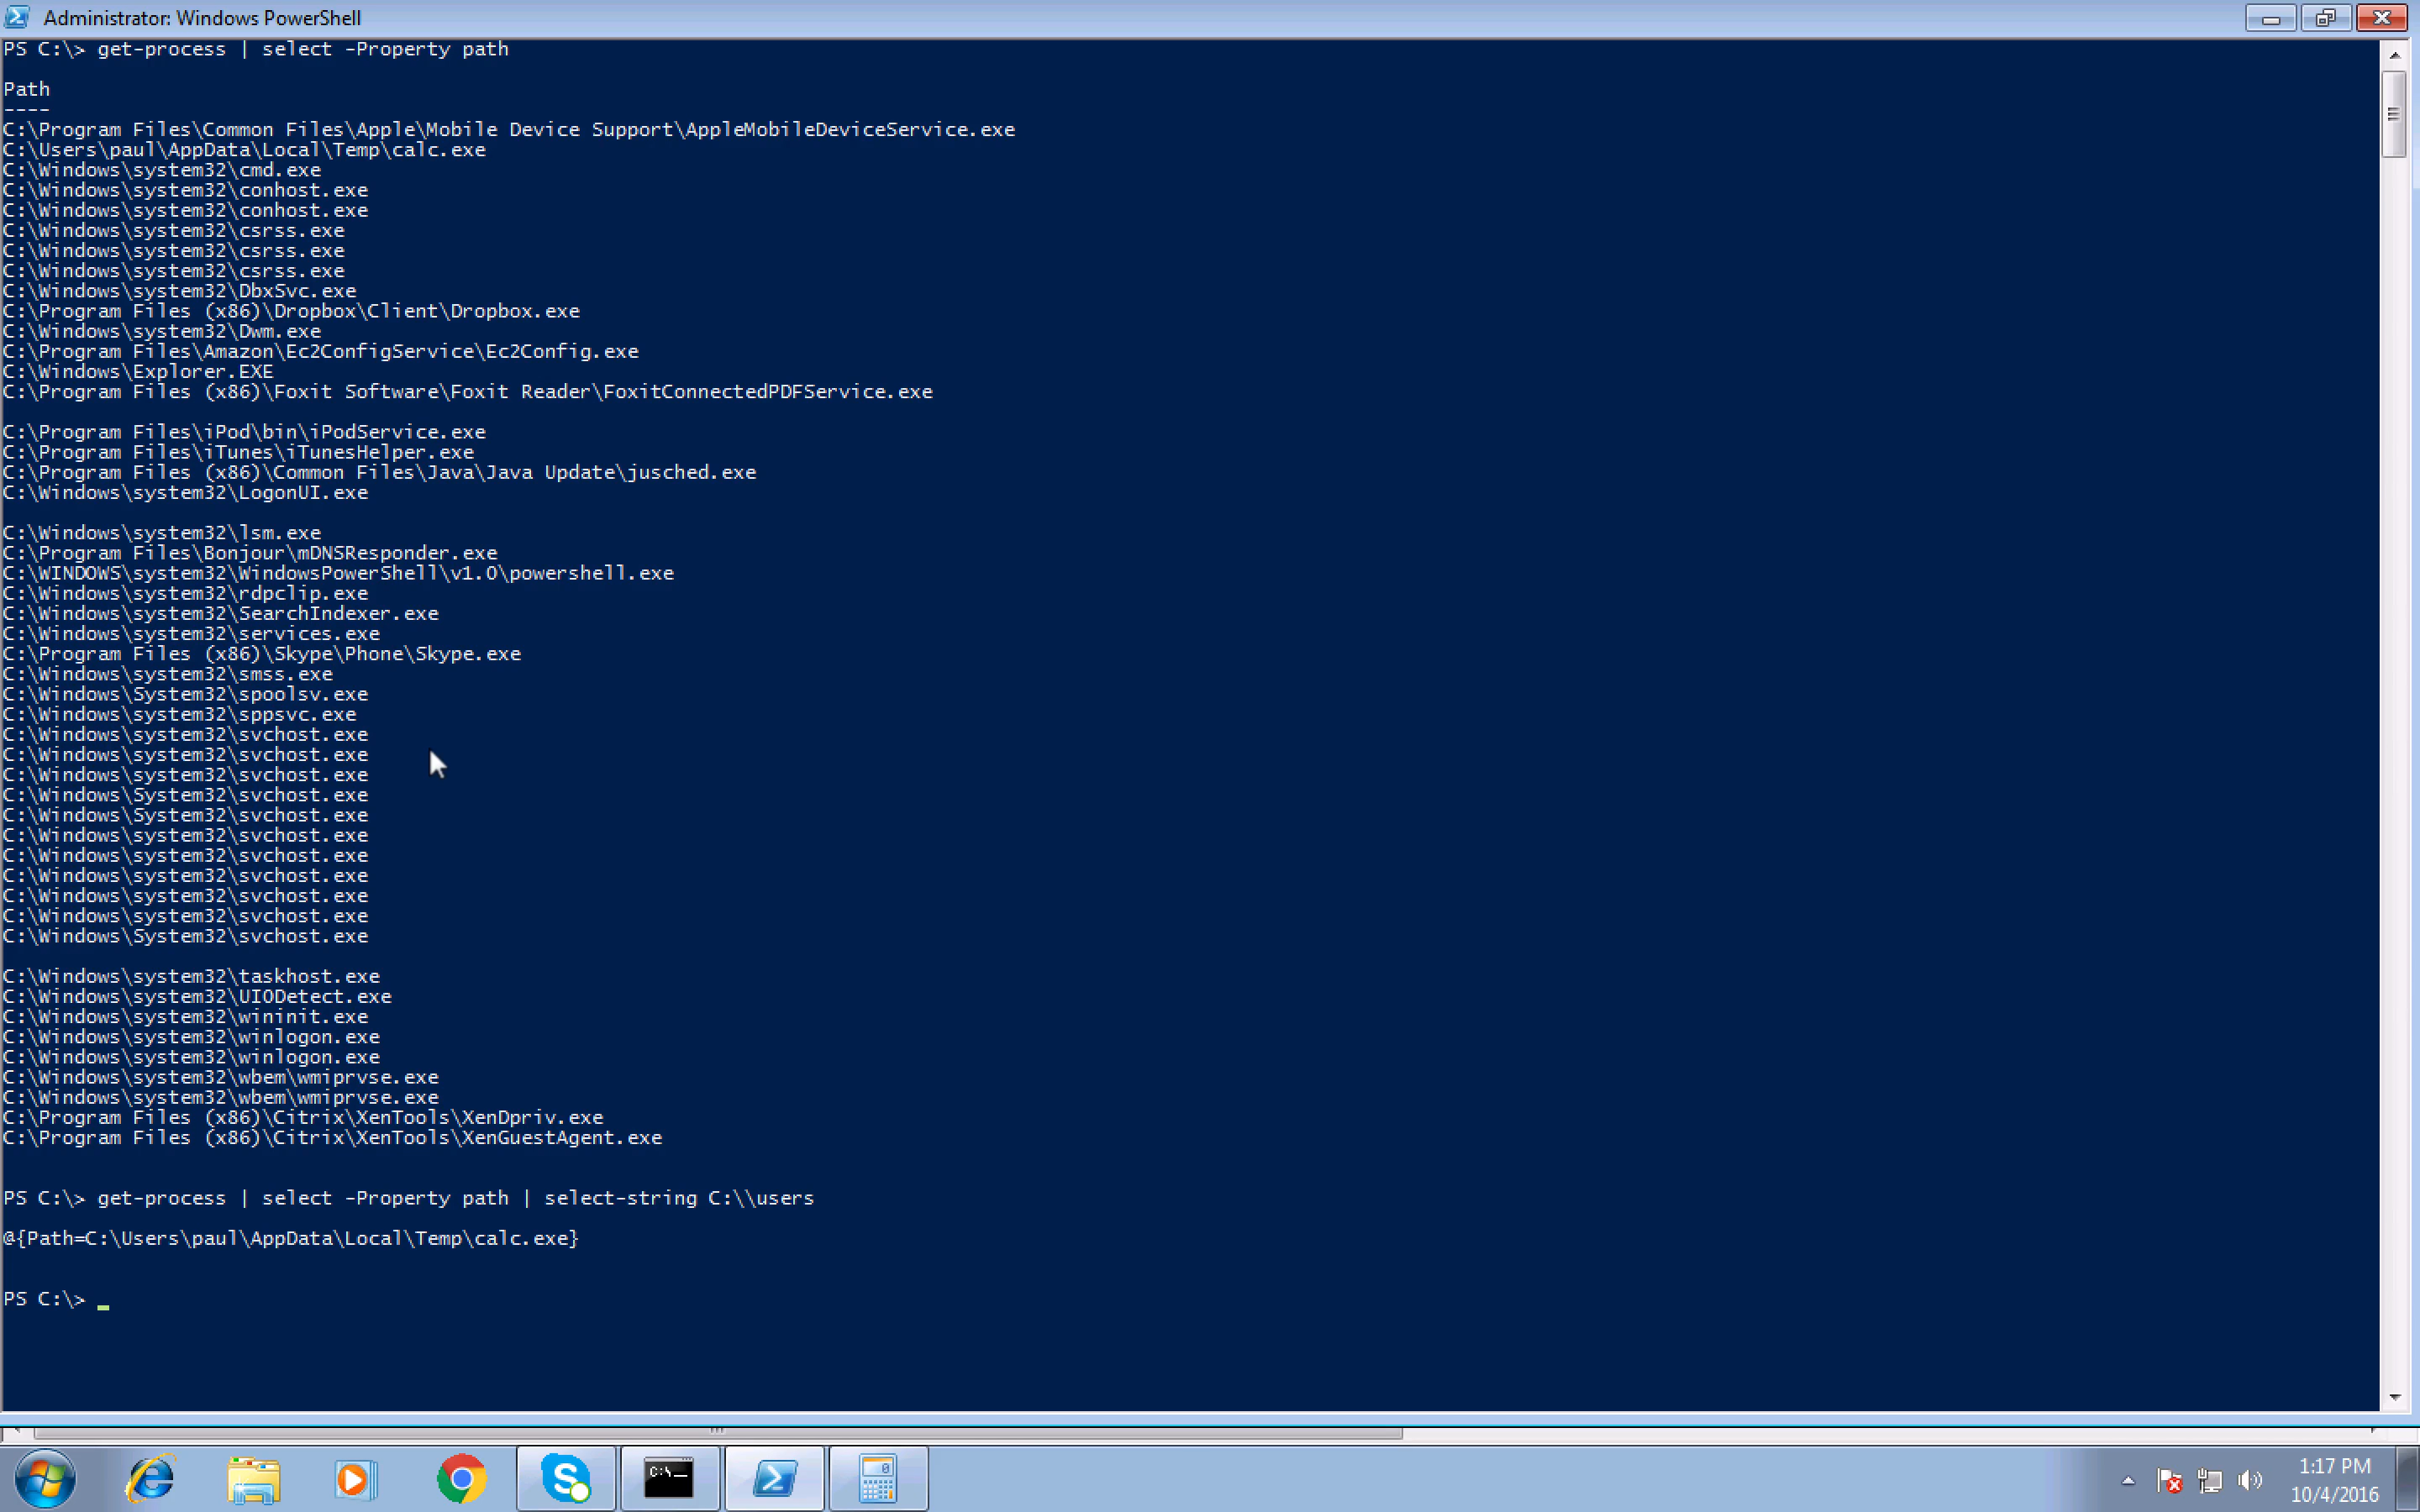 Administrator: Windows PowerShell
PS C:\> get-process | select -Property path
Path
----
C:\Program Files\Common Files\Apple\Mobile Device Support\AppleMobileDeviceService.exe
C:\Users\paul\AppData\Local\Temp\calc.exe
C:\Windows\system32\cmd.exe
C:\Windows\system32\conhost.exe
C:\Windows\system32\conhost.exe
C:\Windows\system32\csrss.exe
C:\Windows\system32\csrss.exe
C:\Windows\system32\csrss.exe
C:\Windows\system32\DbxSvc.exe
C:\Program Files (x86)\Dropbox\Client\Dropbox.exe
C:\Windows\system32\Dwm.exe
C:\Program Files\Amazon\Ec2ConfigService\Ec2Config.exe
C:\Windows\Explorer.EXE
C:\Program Files (x86)\Foxit Software\Foxit Reader\FoxitConnectedPDFService.exe
C:\Program Files\iPod\bin\iPodService.exe
C:\Program Files\iTunes\iTunesHelper.exe
C:\Program Files (x86)\Common Files\Java\Java Update\jusched.exe
C:\Windows\system32\LogonUI.exe
C:\Windows\system32\lsm.exe
C:\Program Files\Bonjour\mDNSResponder.exe
C:\WINDOWS\system32\WindowsPowerShell\v1.0\powershell.exe
C:\Windows\system32\rdpclip.exe
C:\Windows\system32\SearchIndexer.exe
C:\Windows\system32\services.exe
C:\Program Files (x86)\Skype\Phone\Skype.exe
C:\Windows\system32\smss.exe
C:\Windows\System32\spoolsv.exe
C:\Windows\system32\sppsvc.exe
C:\Windows\system32\svchost.exe
C:\Windows\system32\svchost.exe
C:\Windows\system32\svchost.exe
C:\Windows\System32\svchost.exe
C:\Windows\System32\svchost.exe
C:\Windows\system32\svchost.exe
C:\Windows\system32\svchost.exe
C:\Windows\system32\svchost.exe
C:\Windows\system32\svchost.exe
C:\Windows\system32\svchost.exe
C:\Windows\System32\svchost.exe
C:\Windows\system32\taskhost.exe
C:\Windows\system32\UI0Detect.exe
C:\Windows\system32\wininit.exe
C:\Windows\system32\winlogon.exe
C:\Windows\system32\winlogon.exe
C:\Windows\system32\wbem\wmiprvse.exe
C:\Windows\system32\wbem\wmiprvse.exe
C:\Program Files (x86)\Citrix\XenTools\XenDpriv.exe
C:\Program Files (x86)\Citrix\XenTools\XenGuestAgent.exe
PS C:\> get-process | select -Property path | select-string C:\\users
@{Path=C:\Users\paul\AppData\Local\Temp\calc.exe}
PS C:\> _
1:17 PM
10/4/2016